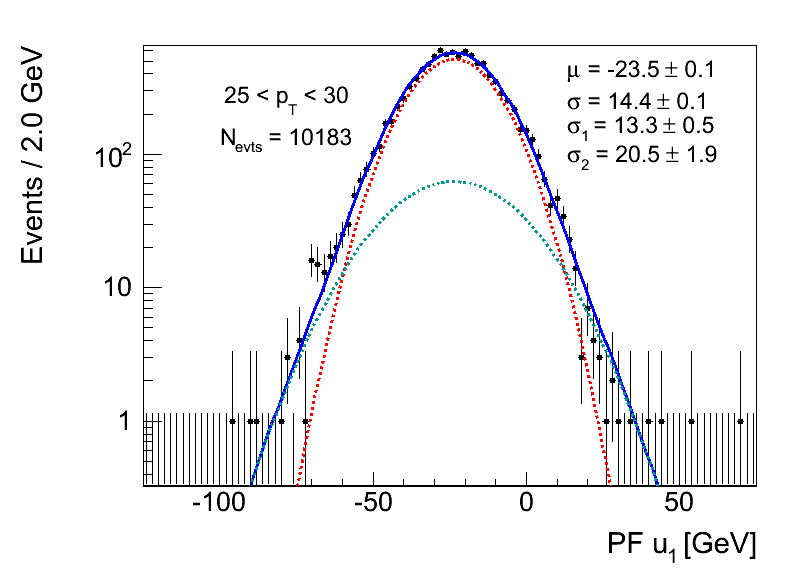 Events / 2.0 GeV
25 < p_T < 30
N_evts = 10183
μ = -23.5 ± 0.1
σ = 14.4 ± 0.1
σ_1 = 13.3 ± 0.5
σ_2 = 20.5 ± 1.9
10^2
10
1
-100 -50 0 50
PF u_1 [GeV]